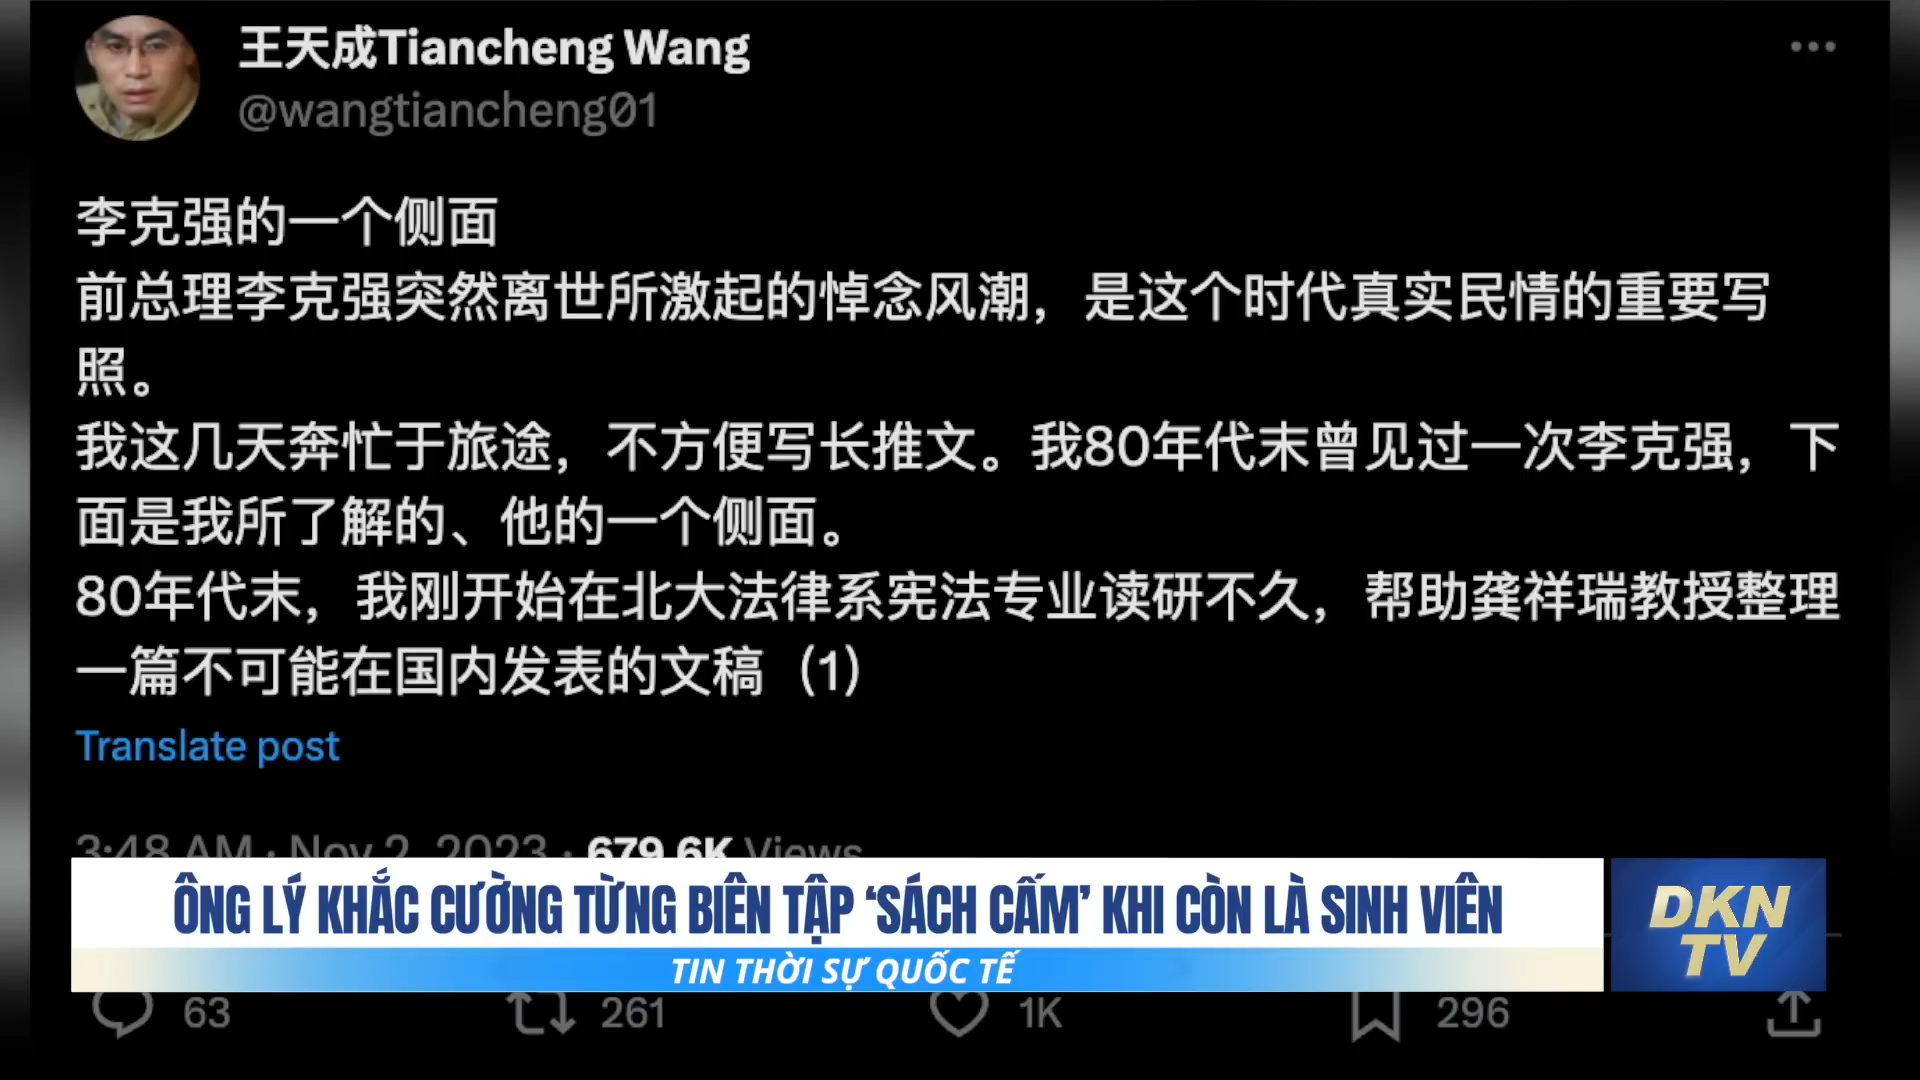 王天成Tiancheng Wang
@wangtiancheng01
李克强的一个侧面
前总理李克强突然离世所激起的悼念风潮，是这个时代真实民情的重要写
照。
我这几天奔忙于旅途，不方便写长推文。我80年代末曾见过一次李克强，下
面是我所了解的、他的一个侧面。
80年代末，我刚开始在北大法律系宪法专业读研不久，帮助龚祥瑞教授整理
一篇不可能在国内发表的文稿（1）
Translate post
3:48 AM · Nov 2, 2023 · 679.6K Views
ÔNG LÝ KHẮC CƯỜNG TỪNG BIÊN TẬP ‘SÁCH CẤM’ KHI CÒN LÀ SINH VIÊN
DKN
TV
TIN THỜI SỰ QUỐC TẾ
63 261 1K 296